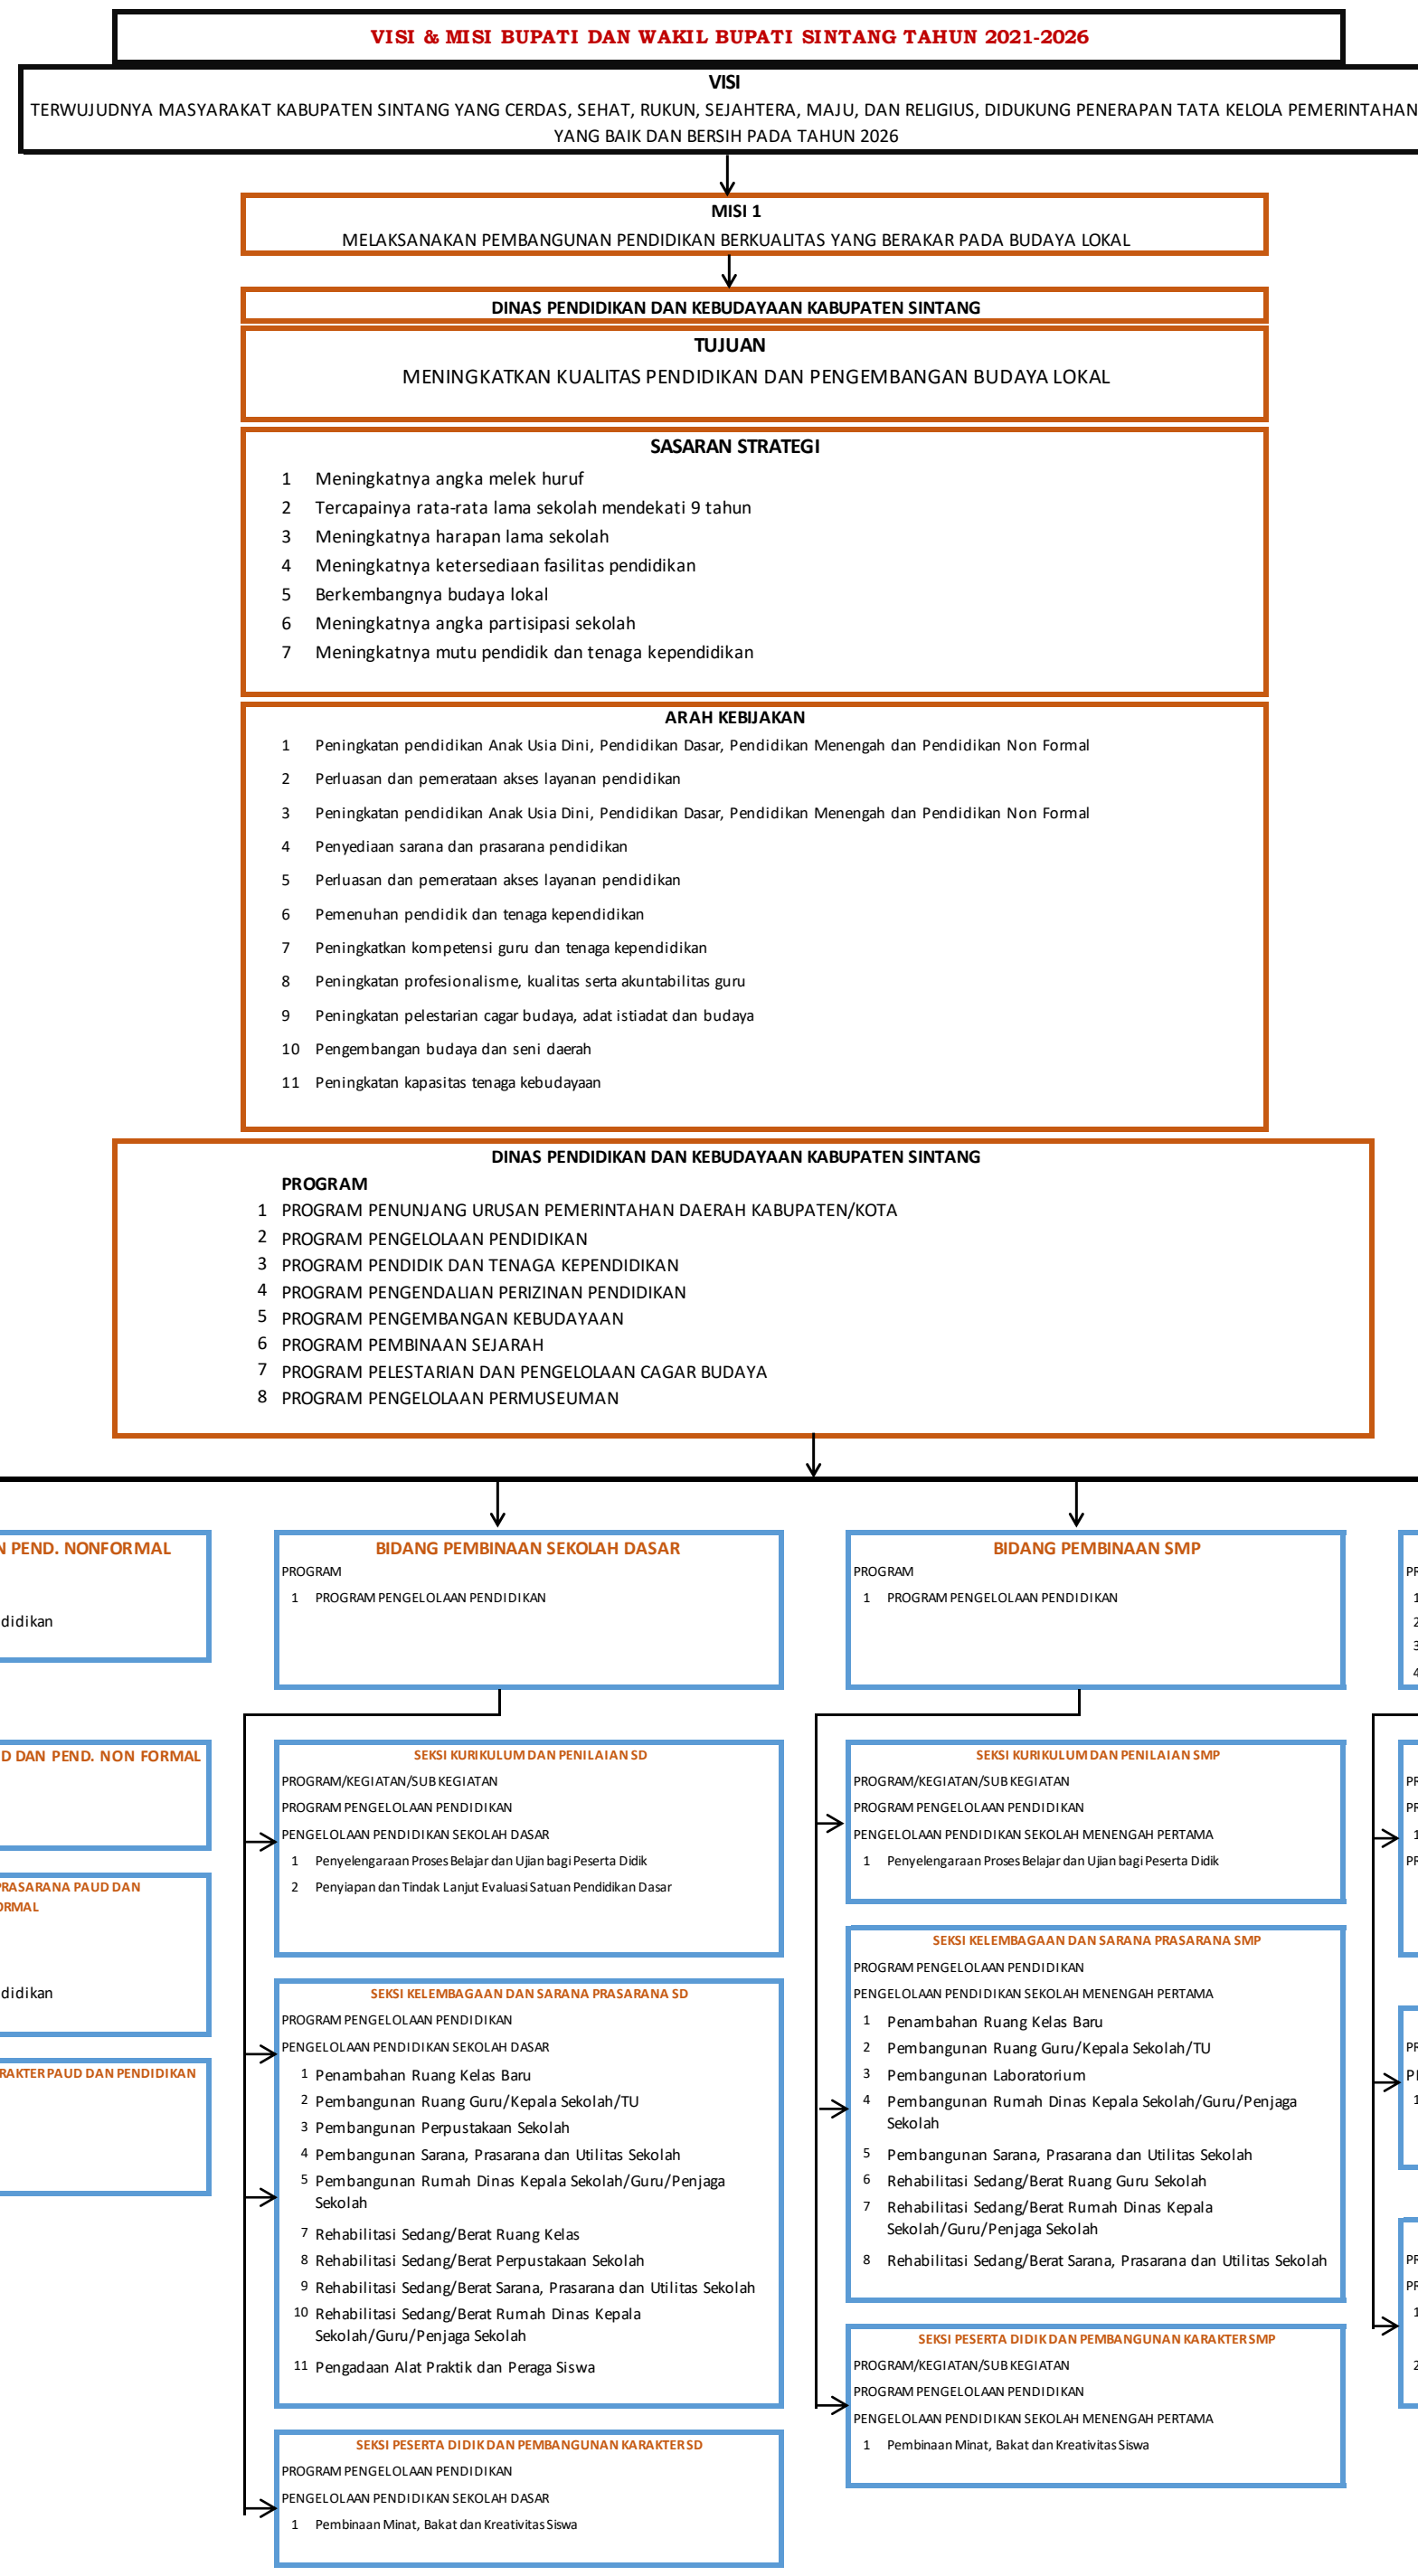 VISI & MISI BUPATI DAN WAKIL BUPATI SINTANG TAHUN 2021-2026
VISI
TERWUJUDNYA MASYARAKAT KABUPATEN SINTANG YANG CERDAS, SEHAT, RUKUN, SEJAHTERA, MAJU, DAN RELIGIUS, DIDUKUNG PENERAPAN TATA KELOLA PEMERINTAHAN
YANG BAIK DAN BERSIH PADA TAHUN 2026
MISI 1
MELAKSANAKAN PEMBANGUNAN PENDIDIKAN BERKUALITAS YANG BERAKAR PADA BUDAYA LOKAL
DINAS PENDIDIKAN DAN KEBUDAYAAN KABUPATEN SINTANG
TUJUAN
MENINGKATKAN KUALITAS PENDIDIKAN DAN PENGEMBANGAN BUDAYA LOKAL
SASARAN STRATEGI
1 Meningkatnya angka melek huruf
2 Tercapainya rata-rata lama sekolah mendekati 9 tahun
3 Meningkatnya harapan lama sekolah
4 Meningkatnya ketersediaan fasilitas pendidikan
5 Berkembangnya budaya lokal
6 Meningkatnya angka partisipasi sekolah
7 Meningkatnya mutu pendidik dan tenaga kependidikan
ARAH KEBIJAKAN
1 Peningkatan pendidikan Anak Usia Dini, Pendidikan Dasar, Pendidikan Menengah dan Pendidikan Non Formal
2 Perluasan dan pemerataan akses layanan pendidikan
3 Peningkatan pendidikan Anak Usia Dini, Pendidikan Dasar, Pendidikan Menengah dan Pendidikan Non Formal
4 Penyediaan sarana dan prasarana pendidikan
5 Perluasan dan pemerataan akses layanan pendidikan
6 Pemenuhan pendidik dan tenaga kependidikan
7 Peningkatkan kompetensi guru dan tenaga kependidikan
8 Peningkatan profesionalisme, kualitas serta akuntabilitas guru
9 Peningkatan pelestarian cagar budaya, adat istiadat dan budaya
10 Pengembangan budaya dan seni daerah
11 Peningkatan kapasitas tenaga kebudayaan
DINAS PENDIDIKAN DAN KEBUDAYAAN KABUPATEN SINTANG
PROGRAM
1 PROGRAM PENUNJANG URUSAN PEMERINTAHAN DAERAH KABUPATEN/KOTA
2 PROGRAM PENGELOLAAN PENDIDIKAN
3 PROGRAM PENDIDIK DAN TENAGA KEPENDIDIKAN
4 PROGRAM PENGENDALIAN PERIZINAN PENDIDIKAN
5 PROGRAM PENGEMBANGAN KEBUDAYAAN
6 PROGRAM PEMBINAAN SEJARAH
7 PROGRAM PELESTARIAN DAN PENGELOLAAN CAGAR BUDAYA
8 PROGRAM PENGELOLAAN PERMUSEUMAN
N PEND. NONFORMAL
didikan
D DAN PEND. NON FORMAL
RASARANA PAUD DAN
ORMAL
didikan
RAKTER PAUD DAN PENDIDIKAN
BIDANG PEMBINAAN SEKOLAH DASAR
PROGRAM
1 PROGRAM PENGELOLAAN PENDIDIKAN
SEKSI KURIKULUM DAN PENILAIAN SD
PROGRAM/KEGIATAN/SUB KEGIATAN
PROGRAM PENGELOLAAN PENDIDIKAN
PENGELOLAAN PENDIDIKAN SEKOLAH DASAR
1 Penyelengaraan Proses Belajar dan Ujian bagi Peserta Didik
2 Penyiapan dan Tindak Lanjut Evaluasi Satuan Pendidikan Dasar
SEKSI KELEMBAGAAN DAN SARANA PRASARANA SD
PROGRAM PENGELOLAAN PENDIDIKAN
PENGELOLAAN PENDIDIKAN SEKOLAH DASAR
1 Penambahan Ruang Kelas Baru
2 Pembangunan Ruang Guru/Kepala Sekolah/TU
3 Pembangunan Perpustakaan Sekolah
4 Pembangunan Sarana, Prasarana dan Utilitas Sekolah
5 Pembangunan Rumah Dinas Kepala Sekolah/Guru/Penjaga
Sekolah
7 Rehabilitasi Sedang/Berat Ruang Kelas
8 Rehabilitasi Sedang/Berat Perpustakaan Sekolah
9 Rehabilitasi Sedang/Berat Sarana, Prasarana dan Utilitas Sekolah
10 Rehabilitasi Sedang/Berat Rumah Dinas Kepala
Sekolah/Guru/Penjaga Sekolah
11 Pengadaan Alat Praktik dan Peraga Siswa
SEKSI PESERTA DIDIK DAN PEMBANGUNAN KARAKTER SD
PROGRAM PENGELOLAAN PENDIDIKAN
PENGELOLAAN PENDIDIKAN SEKOLAH DASAR
1 Pembinaan Minat, Bakat dan Kreativitas Siswa
BIDANG PEMBINAAN SMP
PROGRAM
1 PROGRAM PENGELOLAAN PENDIDIKAN
SEKSI KURIKULUM DAN PENILAIAN SMP
PROGRAM/KEGIATAN/SUB KEGIATAN
PROGRAM PENGELOLAAN PENDIDIKAN
PENGELOLAAN PENDIDIKAN SEKOLAH MENENGAH PERTAMA
1 Penyelengaraan Proses Belajar dan Ujian bagi Peserta Didik
SEKSI KELEMBAGAAN DAN SARANA PRASARANA SMP
PROGRAM PENGELOLAAN PENDIDIKAN
PENGELOLAAN PENDIDIKAN SEKOLAH MENENGAH PERTAMA
1 Penambahan Ruang Kelas Baru
2 Pembangunan Ruang Guru/Kepala Sekolah/TU
3 Pembangunan Laboratorium
4 Pembangunan Rumah Dinas Kepala Sekolah/Guru/Penjaga
Sekolah
5 Pembangunan Sarana, Prasarana dan Utilitas Sekolah
6 Rehabilitasi Sedang/Berat Ruang Guru Sekolah
7 Rehabilitasi Sedang/Berat Rumah Dinas Kepala
Sekolah/Guru/Penjaga Sekolah
8 Rehabilitasi Sedang/Berat Sarana, Prasarana dan Utilitas Sekolah
SEKSI PESERTA DIDIK DAN PEMBANGUNAN KARAKTER SMP
PROGRAM/KEGIATAN/SUB KEGIATAN
PROGRAM PENGELOLAAN PENDIDIKAN
PENGELOLAAN PENDIDIKAN SEKOLAH MENENGAH PERTAMA
1 Pembinaan Minat, Bakat dan Kreativitas Siswa